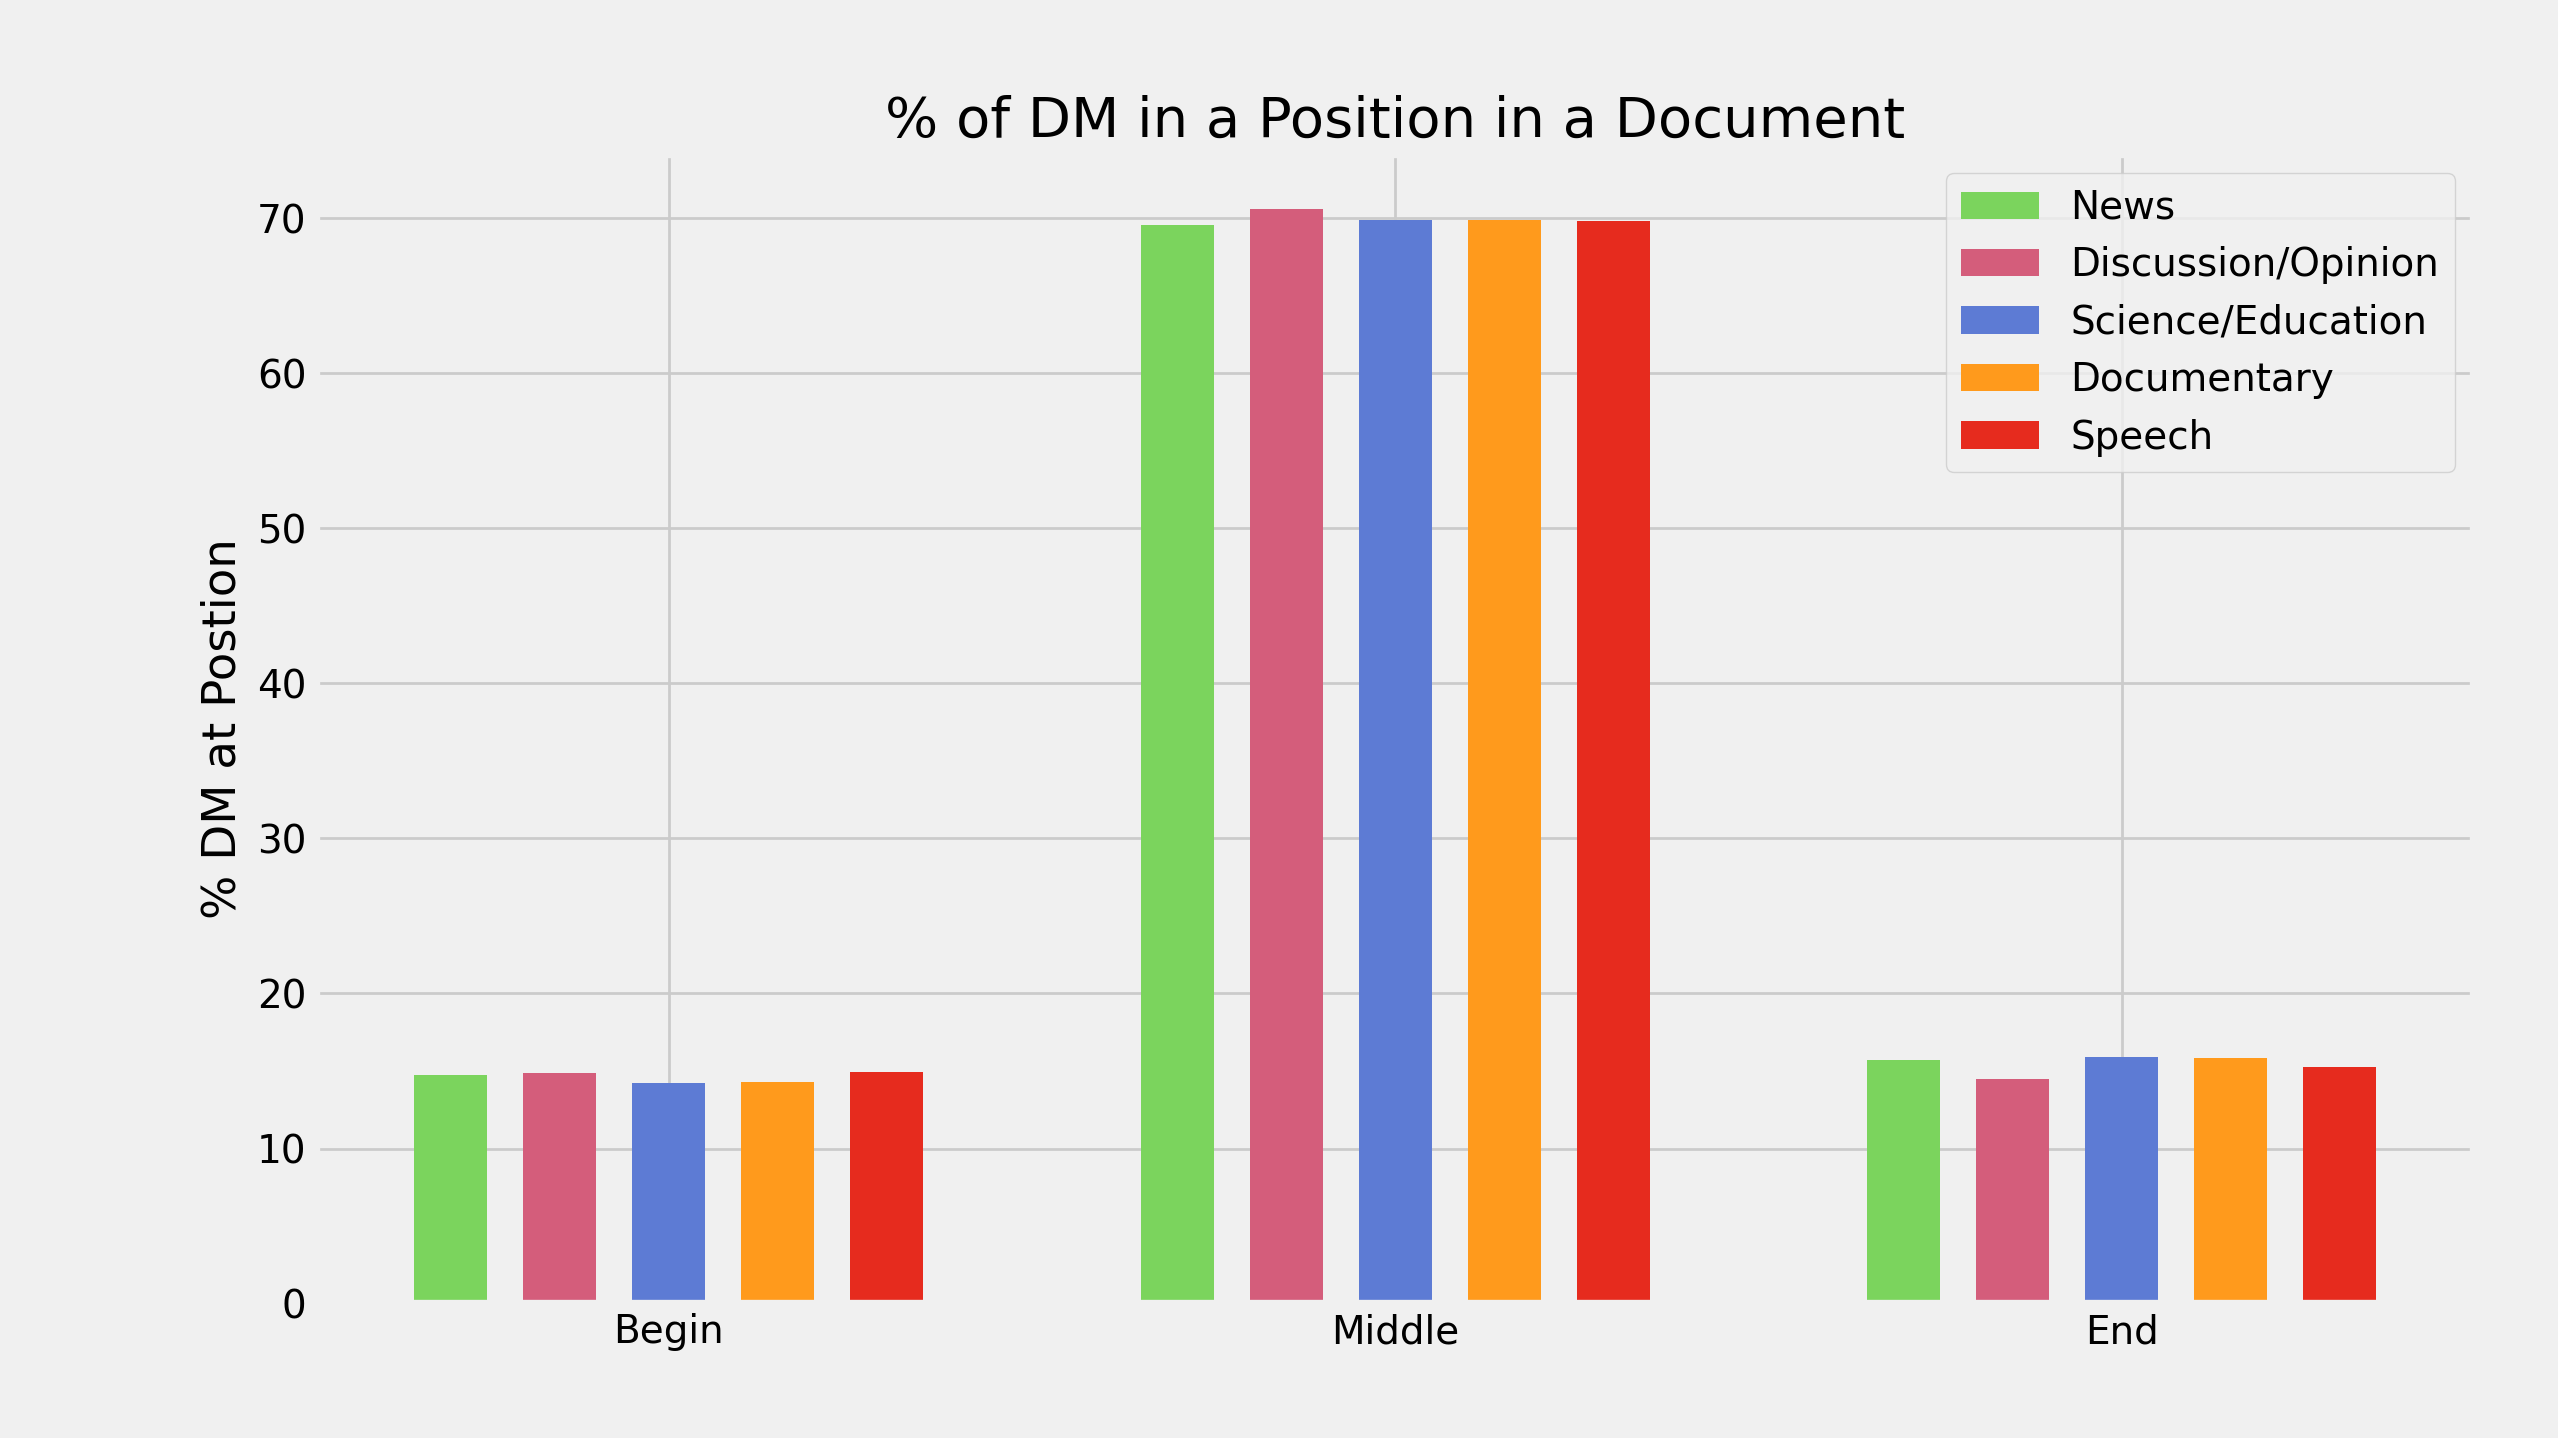 % of DM in a Position in a Document
% DM at Postion
70
60
50
40
30
20
10
0
Begin
Middle
End
News
Discussion/Opinion
Science/Education
Documentary
Speech